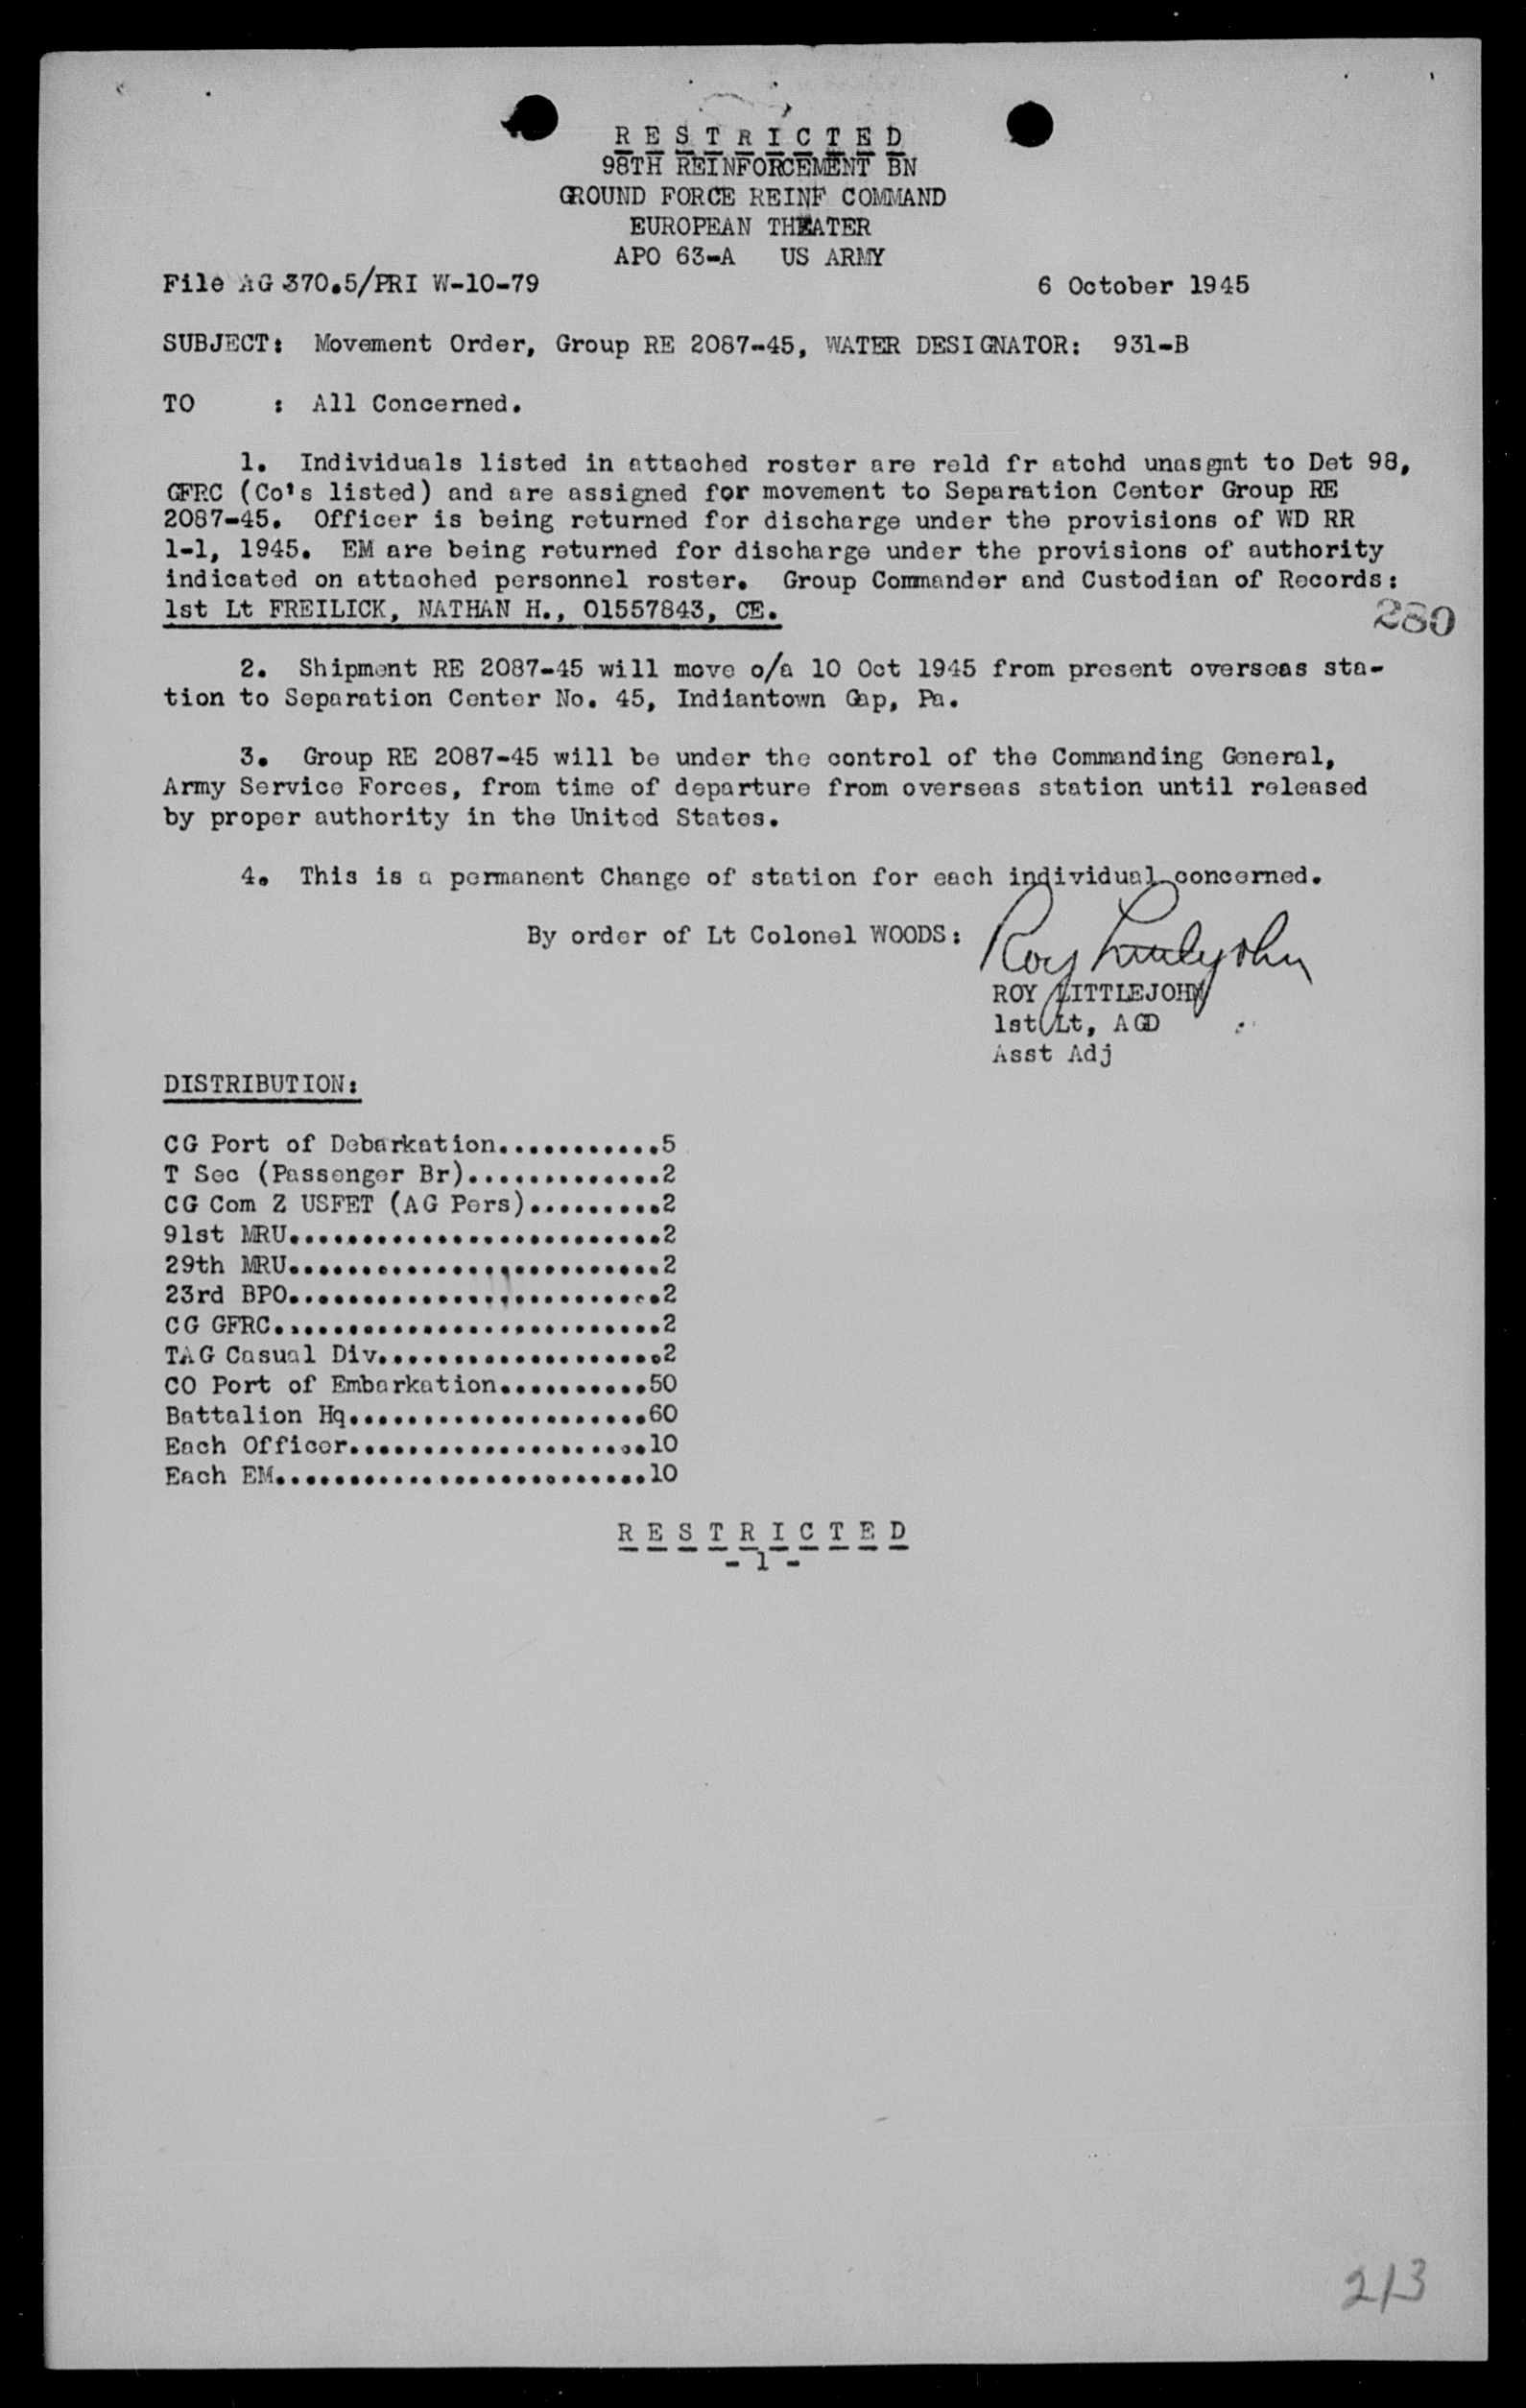 R E S T R I C T E D
98TH REINFORCEMENT BN
GROUND FORCE REINF COMMAND
EUROPEAN THEATER
APO 63-A US ARMY
File AG 370.5/PRI W-10-79 6 October 1945
SUBJECT: Movement Order, Group RE 2087-45, WATER DESIGNATOR: 931-B
TO : All Concerned.
1. Individuals listed in attached roster are reld fr atchd unasgnt to Det 98,
GFRC (Co's listed) and are assigned for movement to Separation Center Group RE
2087-45. Officer is being returned for discharge under the provisions of WD RR
1-1, 1945. EM are being returned for discharge under the provisions of authority
indicated on attached personnel roster. Group Commander and Custodian of Records:
1st Lt FREILICK, NATHAN H., 01557843, CE.
280
2. Shipment RE 2087-45 will move o/a 10 Oct 1945 from present overseas sta-
tion to Separation Center No. 45, Indiantown Gap, Pa.
3. Group RE 2087-45 will be under the control of the Commanding General,
Army Service Forces, from time of departure from overseas station until released
by proper authority in the United States.
4. This is a permanent Change of station for each individual concerned.
By order of Lt Colonel WOODS:
Roy Littlejohn
ROY LITTLEJOHN
1st Lt, AGD
Asst Adj
DISTRIBUTION:
CG Port of Debarkation...........5
T Sec (Passenger Br).............2
CG Com Z USFET (AG Pers).........2
91st MRU.........................2
29th MRU.........................2
23rd BPO.........................2
CG GFRC..........................2
TAG Casual Div...................2
CO Port of Embarkation..........50
Battalion Hq....................60
Each Officer....................10
Each EM.........................10
R E S T R I C T E D
- 1 -
213